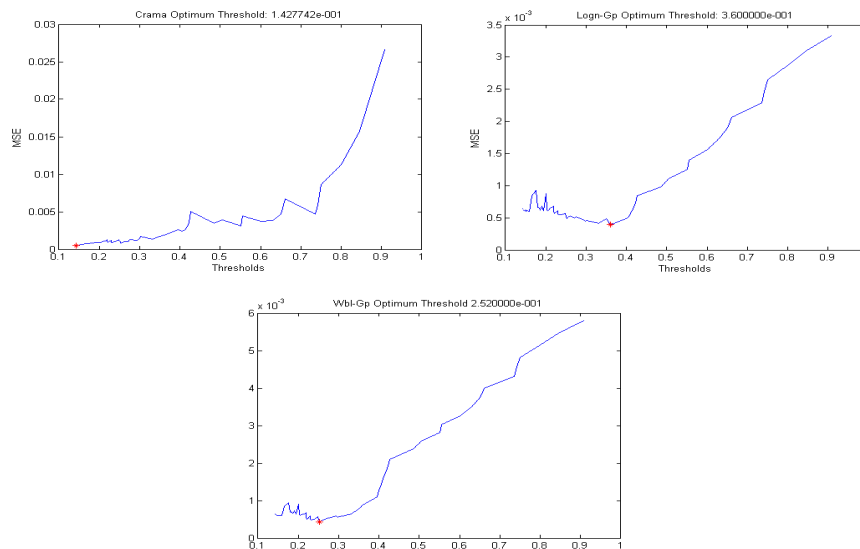 Crama Optimum Threshold: 1.427742e-001
0.03
0.025
0.02
0.015
0.01
0.005
0
MSE
0.1 0.2 0.3 0.4 0.5 0.6 0.7 0.8 0.9 1
Thresholds
x 10^-3
Logn-Gp Optimum Threshold: 3.600000e-001
3.5
3
2.5
2
1.5
1
0.5
0
MSE
0.1 0.2 0.3 0.4 0.5 0.6 0.7 0.8 0.9 1
Thresholds
x 10^-3
Wbl-Gp Optimum Threshold 2.520000e-001
6
5
4
3
2
1
0
0.1 0.2 0.3 0.4 0.5 0.6 0.7 0.8 0.9 1